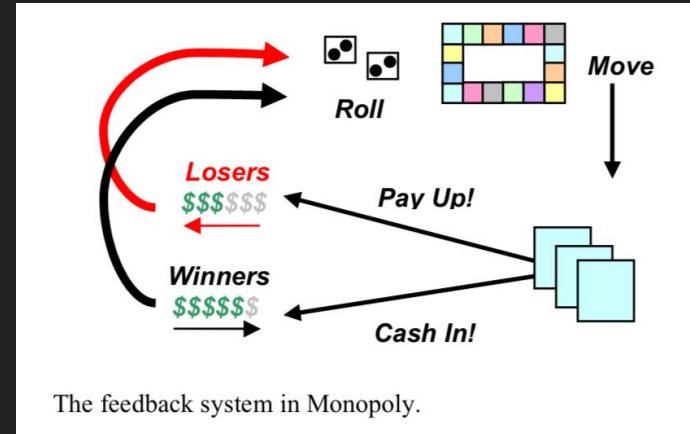 Move
Roll
Losers
$$$$$$
Pay Up!
Winners
$$$$$$
Cash In!
The feedback system in Monopoly.